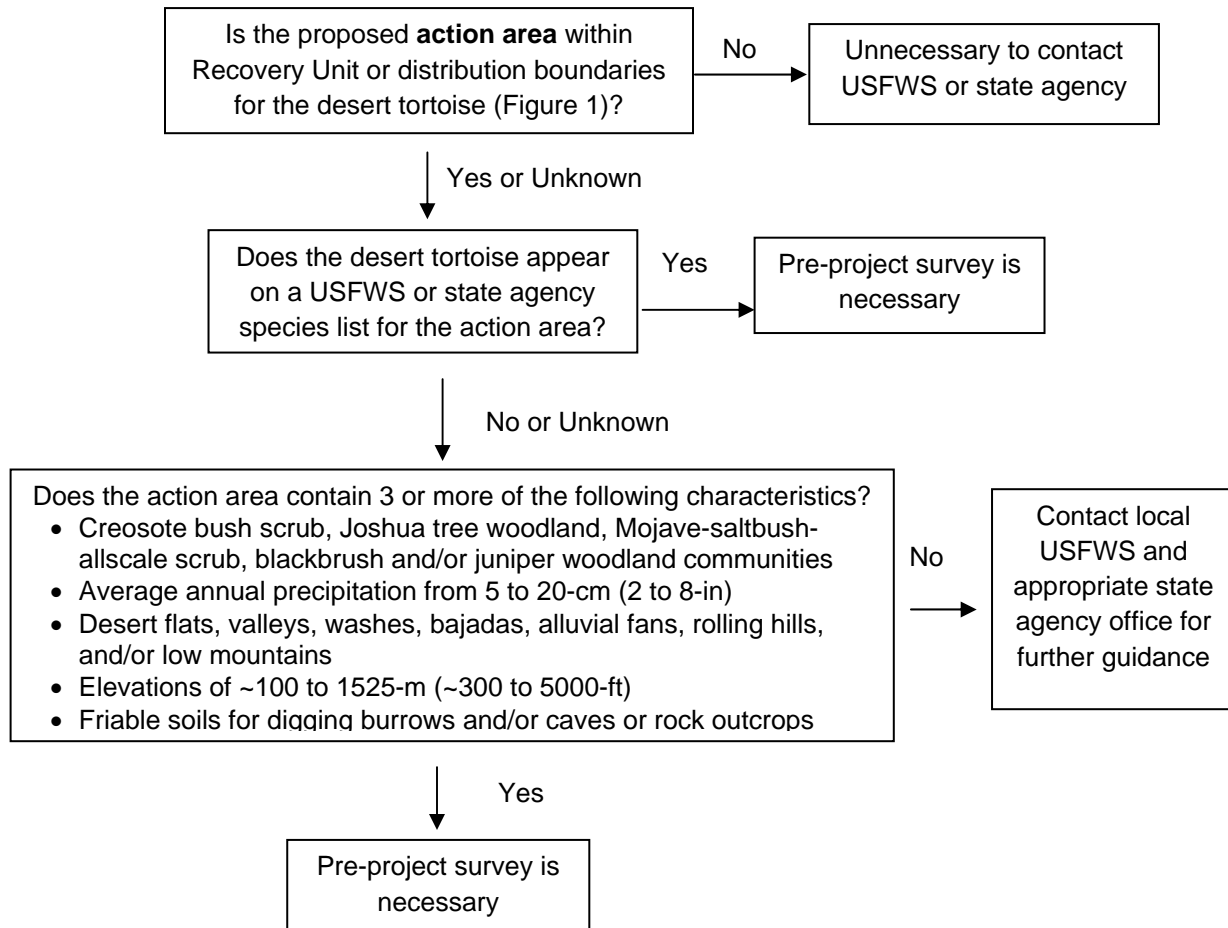 Is the proposed action area within
Recovery Unit or distribution boundaries
for the desert tortoise (Figure 1)?
No
Unnecessary to contact
USFWS or state agency
Yes or Unknown
Does the desert tortoise appear
on a USFWS or state agency
species list for the action area?
Yes
Pre-project survey is
necessary
No or Unknown
Does the action area contain 3 or more of the following characteristics?
• Creosote bush scrub, Joshua tree woodland, Mojave-saltbush-
allscale scrub, blackbrush and/or juniper woodland communities
• Average annual precipitation from 5 to 20-cm (2 to 8-in)
• Desert flats, valleys, washes, bajadas, alluvial fans, rolling hills,
and/or low mountains
• Elevations of ~100 to 1525-m (~300 to 5000-ft)
• Friable soils for digging burrows and/or caves or rock outcrops
No
Contact local
USFWS and
appropriate state
agency office for
further guidance
Yes
Pre-project survey is
necessary